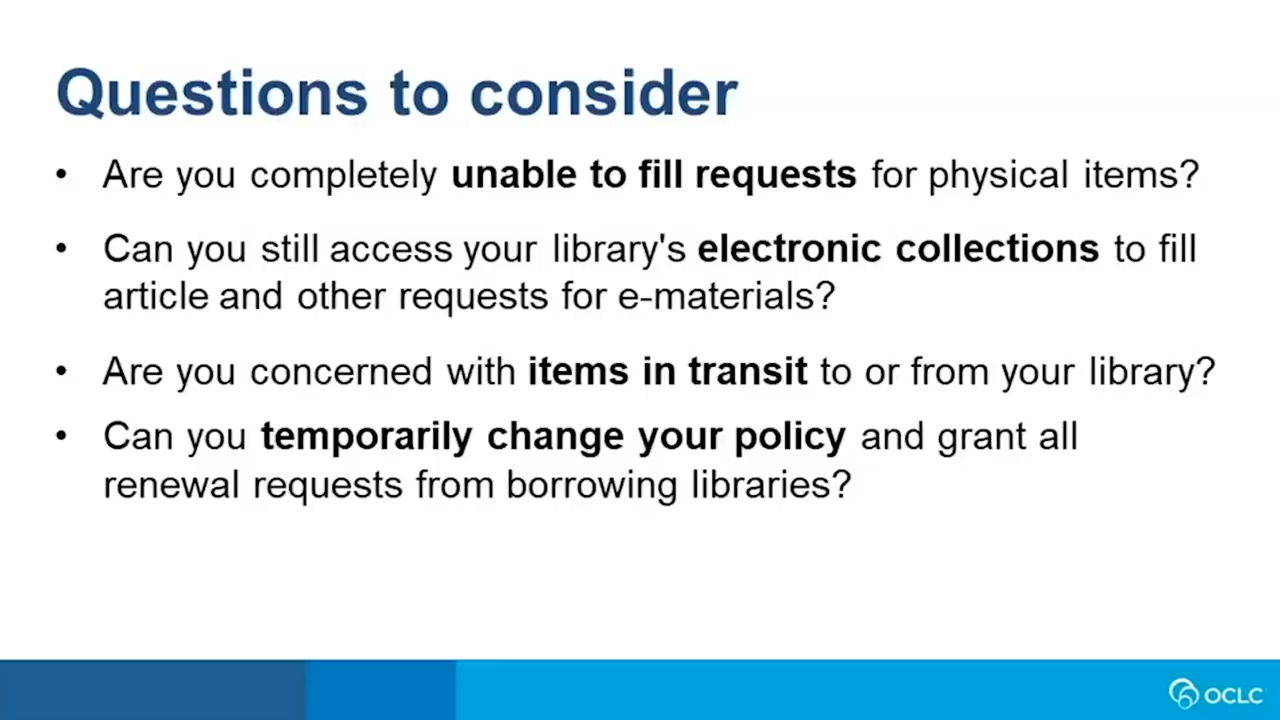 Questions to consider
• Are you completely unable to fill requests for physical items?
• Can you still access your library's electronic collections to fill
article and other requests for e-materials?
• Are you concerned with items in transit to or from your library?
• Can you temporarily change your policy and grant all
renewal requests from borrowing libraries?
OCLC